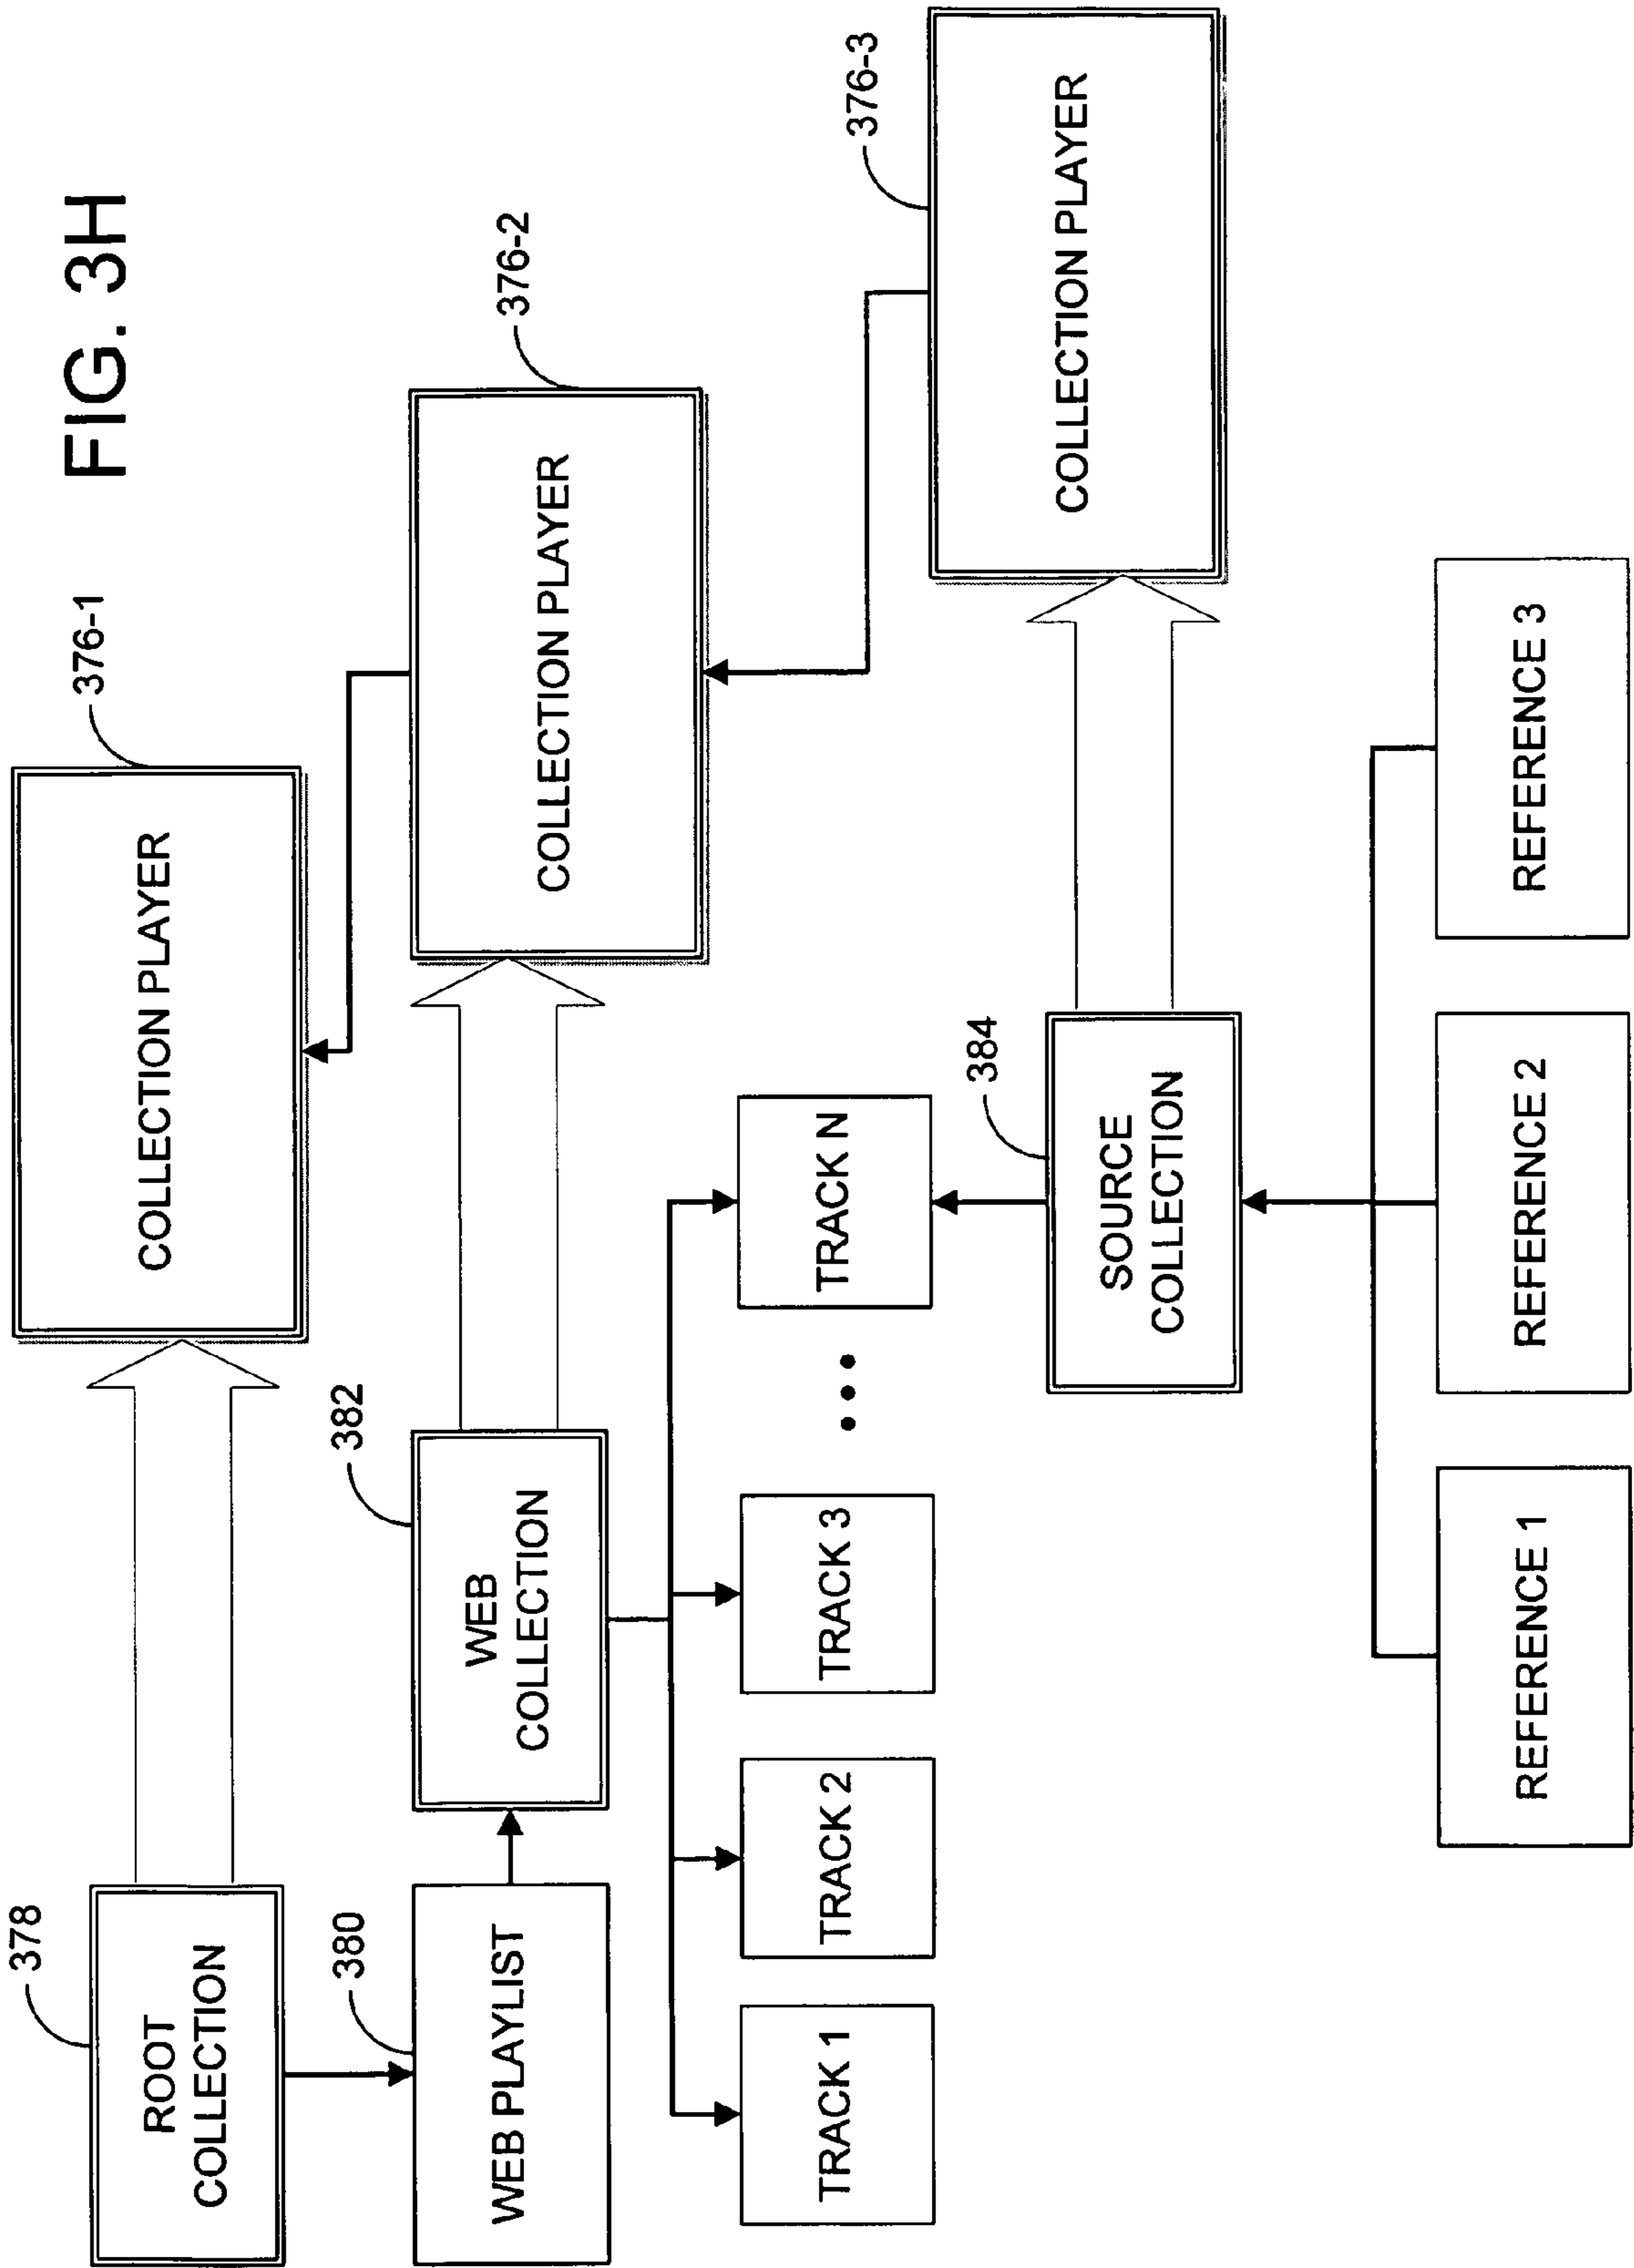 FIG. 3H
376-1
COLLECTION PLAYER
378
ROOT
COLLECTION
376-2
COLLECTION PLAYER
380
WEB PLAYLIST
382
WEB
COLLECTION
376-3
COLLECTION PLAYER
TRACK 1
TRACK 2
TRACK 3
•••
TRACK N
384
SOURCE
COLLECTION
REFERENCE 1
REFERENCE 2
REFERENCE 3